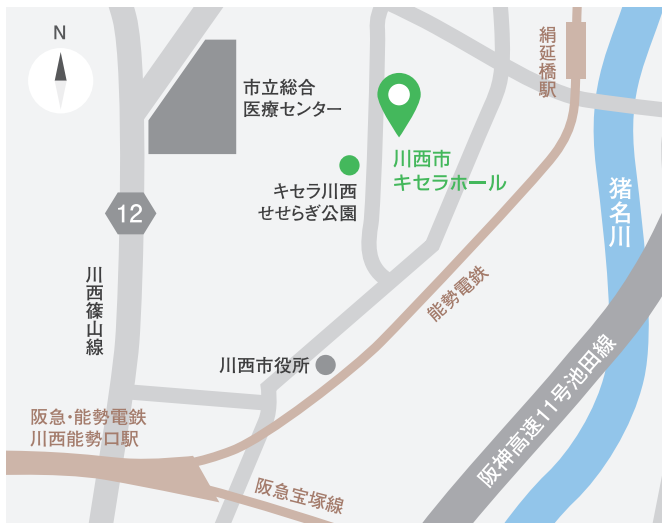 N
市立総合
医療センター
絹延橋駅
川西市
キセラホール
キセラ川西
せせらぎ公園
猪名川
12
川西篠山線
能勢電鉄
川西市役所
阪神高速11号池田線
阪急・能勢電鉄
川西能勢口駅
阪急宝塚線